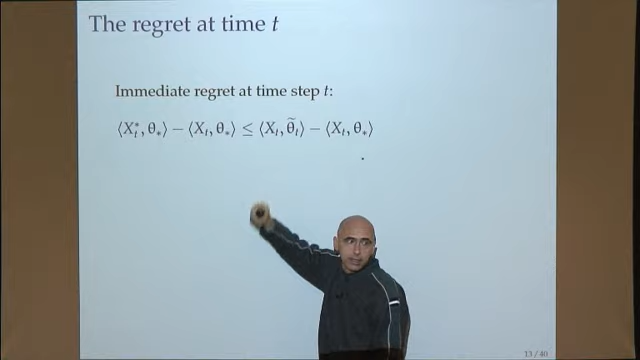 The regret at time t
Immediate regret at time step t:
⟨X*ₜ, θ∗⟩ − ⟨Xₜ, θ∗⟩ ≤ ⟨Xₜ, θ̃ₜ⟩ − ⟨Xₜ, θ∗⟩
13 / 40